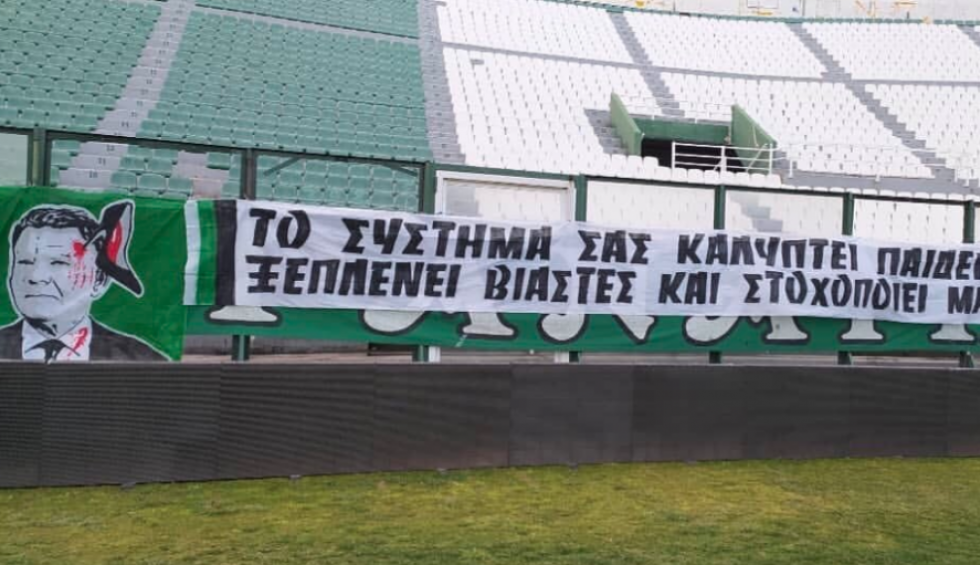 ΤΟ ΣΥΣΤΗΜΑ ΣΑΣ ΚΑΛΥΠΤΕΙ
ΞΕΠΛΕΝΕΙ ΒΙΑΣΤΕΣ ΚΑΙ ΣΤΟΧΟΠΟΙΕΙ